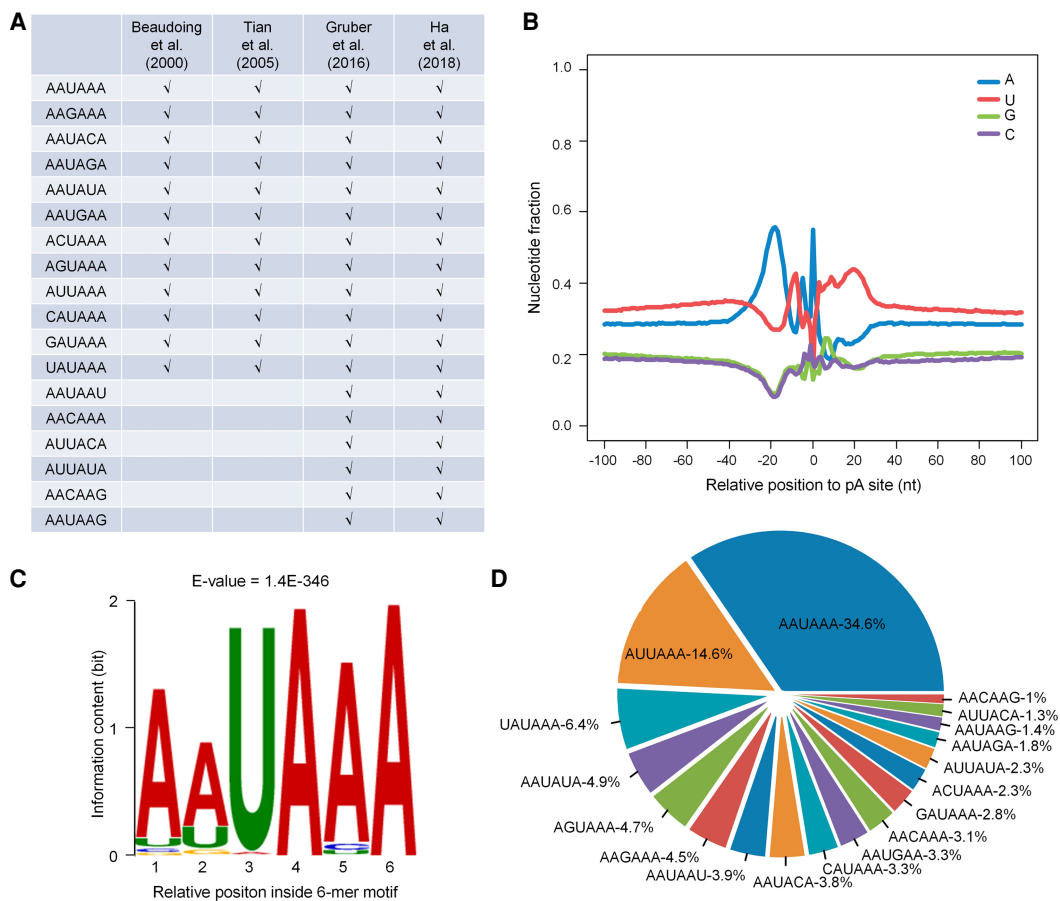 A
Beaudoing et al. (2000)
Tian et al. (2005)
Gruber et al. (2016)
Ha et al. (2018)
AAUAAA √ √ √ √
AAGAAA √ √ √ √
AAUACA √ √ √ √
AAUAGA √ √ √ √
AAUAUA √ √ √ √
AAUGAA √ √ √ √
ACUAAA √ √ √ √
AGUAAA √ √ √ √
AUUAAA √ √ √ √
CAUAAA √ √ √ √
GAUAAA √ √ √ √
UAUAAA √ √ √ √
AAUAAU √ √
AACAAA √ √
AUUACA √ √
AUUAUA √ √
AACAAG √ √
AAUAAG √ √
B
Nucleotide fraction
1.0
0.8
0.6
0.4
0.2
0.0
A
U
G
C
-100 -80 -60 -40 -20 0 20 40 60 80 100
Relative position to pA site (nt)
C
E-value = 1.4E-346
Information content (bit)
2
1
0
AAUAAA
1 2 3 4 5 6
Relative positon inside 6-mer motif
D
AAUAAA-34.6%
AUUAAA-14.6%
UAUAAA-6.4%
AAUAUA-4.9%
AGUAAA-4.7%
AAGAAA-4.5%
AAUAAU-3.9%
AAUACA-3.8%
CAUAAA-3.3%
AAUGAA-3.3%
AACAAA-3.1%
GAUAAA-2.8%
ACUAAA-2.3%
AUUAUA-2.3%
AAUAGA-1.8%
AAUAAG-1.4%
AUUACA-1.3%
AACAAG-1%